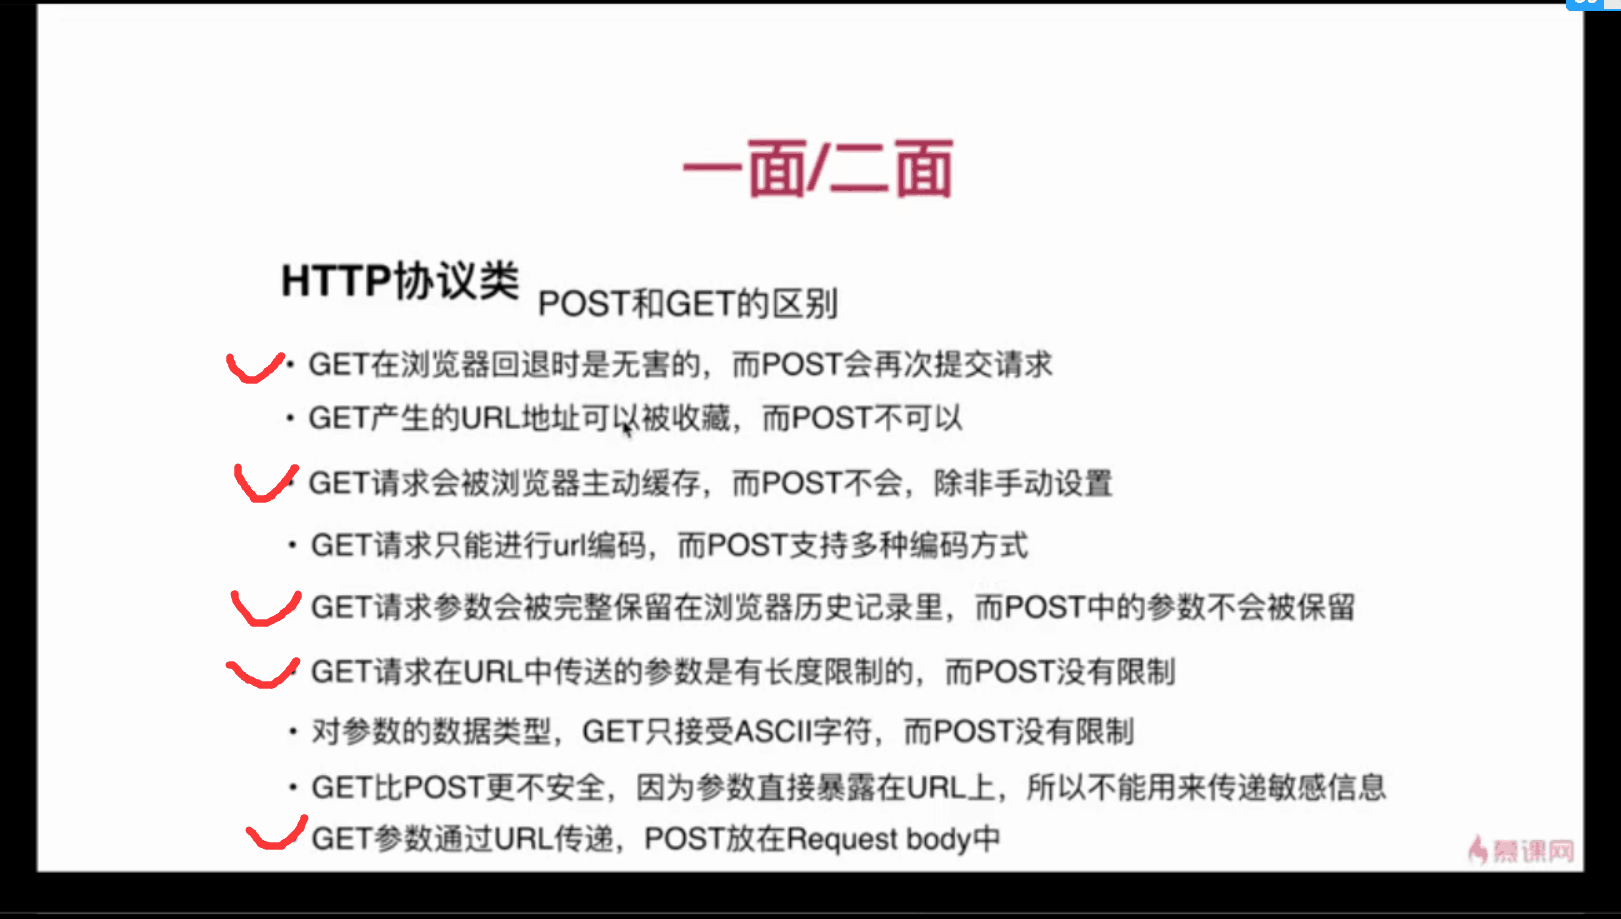 一面/二面
HTTP协议类
POST和GET的区别
• GET在浏览器回退时是无害的，而POST会再次提交请求
• GET产生的URL地址可以被收藏，而POST不可以
• GET请求会被浏览器主动缓存，而POST不会，除非手动设置
• GET请求只能进行url编码，而POST支持多种编码方式
GET请求参数会被完整保留在浏览器历史记录里，而POST中的参数不会被保留
• GET请求在URL中传送的参数是有长度限制的，而POST没有限制
• 对参数的数据类型，GET只接受ASCII字符，而POST没有限制
• GET比POST更不安全，因为参数直接暴露在URL上，所以不能用来传递敏感信息
GET参数通过URL传递，POST放在Request body中
慕课网